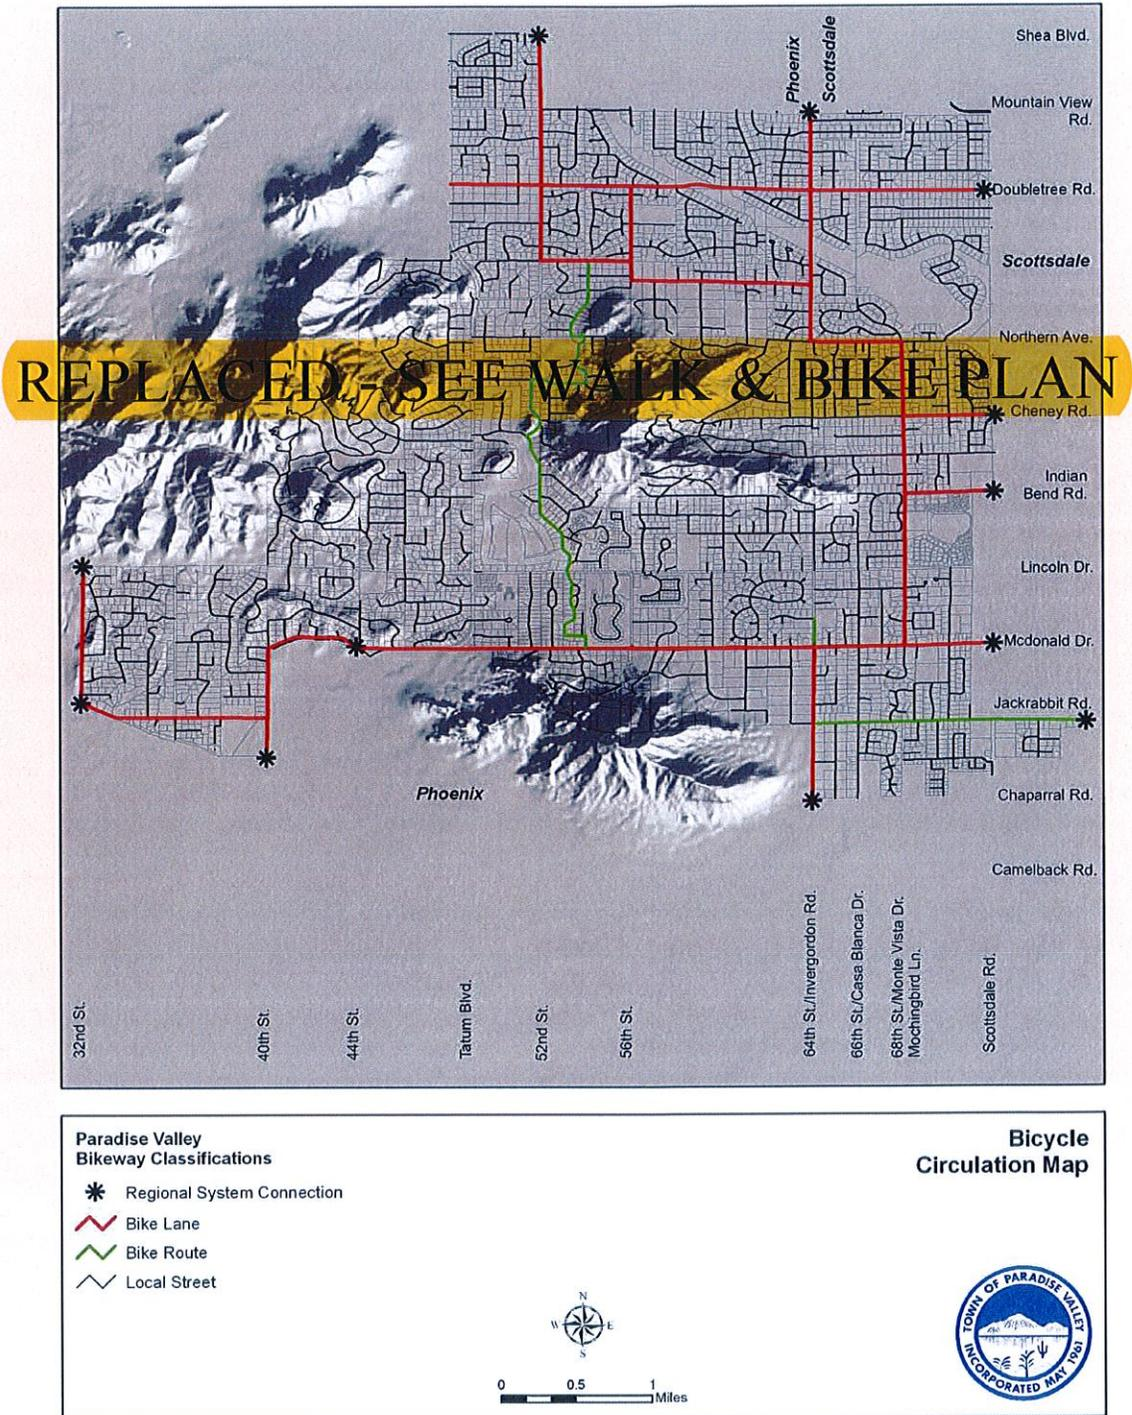 Shea Blvd.
Phoenix
Scottsdale
Mountain View
Rd.
Doubletree Rd.
Scottsdale
Northern Ave.
REPLACED - SEE WALK & BIKE PLAN
Cheney Rd.
Indian
Bend Rd.
Lincoln Dr.
Mcdonald Dr.
Jackrabbit Rd.
Phoenix
Chaparral Rd.
Camelback Rd.
32nd St.
40th St.
44th St.
Tatum Blvd.
52nd St.
56th St.
64th St./Invergordon Rd.
66th St./Casa Blanca Dr.
68th St./Monte Vista Dr.
Mochingbird Ln.
Scottsdale Rd.
Paradise Valley
Bikeway Classifications
Regional System Connection
Bike Lane
Bike Route
Local Street
Bicycle
Circulation Map
N
W E
S
0 0.5 1
Miles
TOWN OF PARADISE VALLEY
INCORPORATED MAY 1961